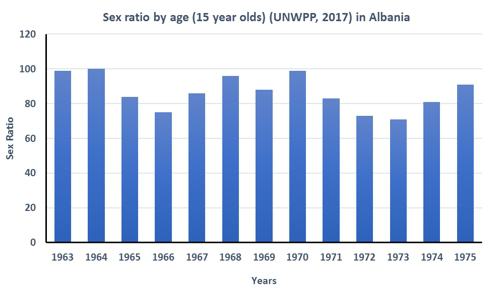 Sex ratio by age (15 year olds) (UNWPP, 2017) in Albania
120
100
80
60
40
20
0
Sex Ratio
1963 1964 1965 1966 1967 1968 1969 1970 1971 1972 1973 1974 1975
Years